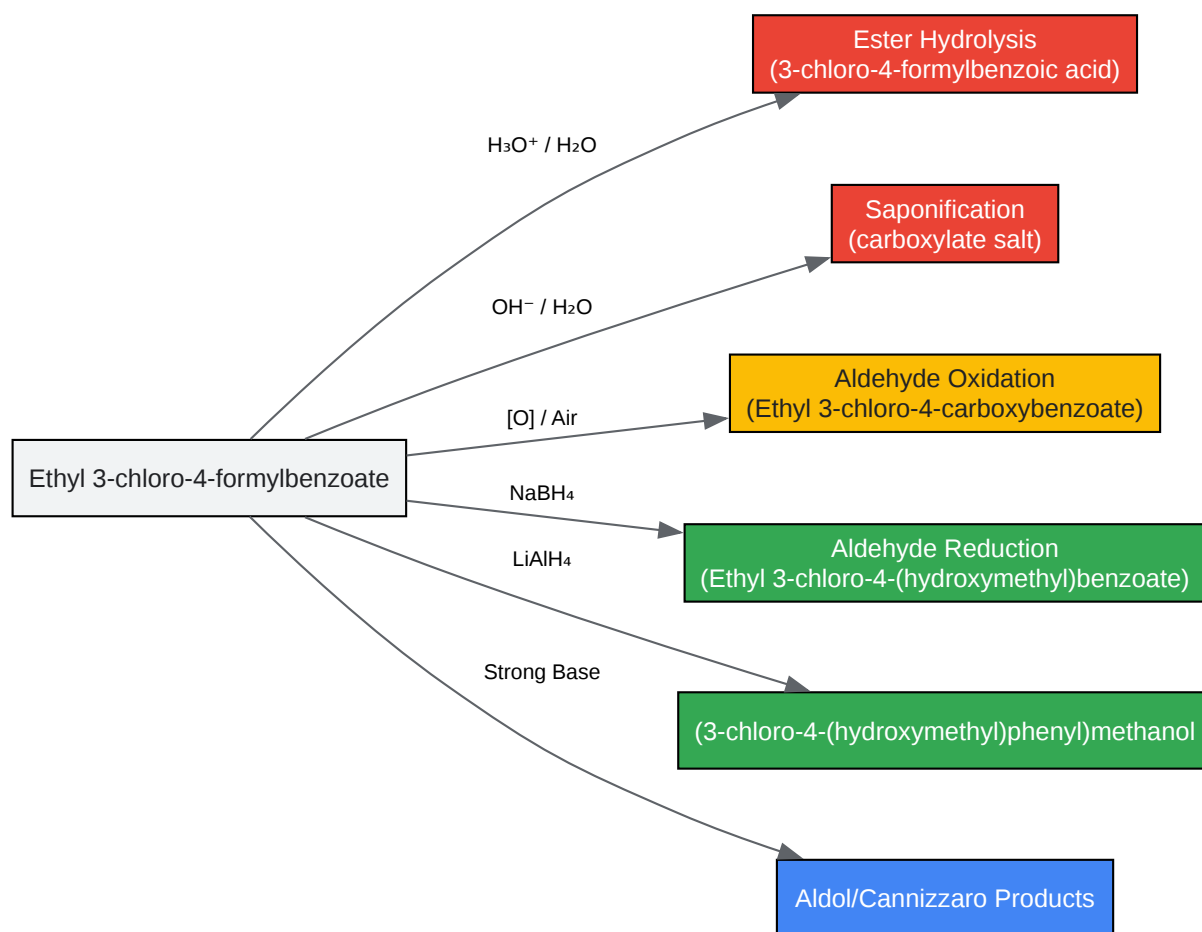 Ester Hydrolysis
(3-chloro-4-formylbenzoic acid)
H₃O⁺ / H₂O
Saponification
(carboxylate salt)
OH⁻ / H₂O
Aldehyde Oxidation
(Ethyl 3-chloro-4-carboxybenzoate)
[O] / Air
Ethyl 3-chloro-4-formylbenzoate
NaBH₄
Aldehyde Reduction
(Ethyl 3-chloro-4-(hydroxymethyl)benzoate)
LiAlH₄
Strong Base
(3-chloro-4-(hydroxymethyl)phenyl)methanol
Aldol/Cannizzaro Products